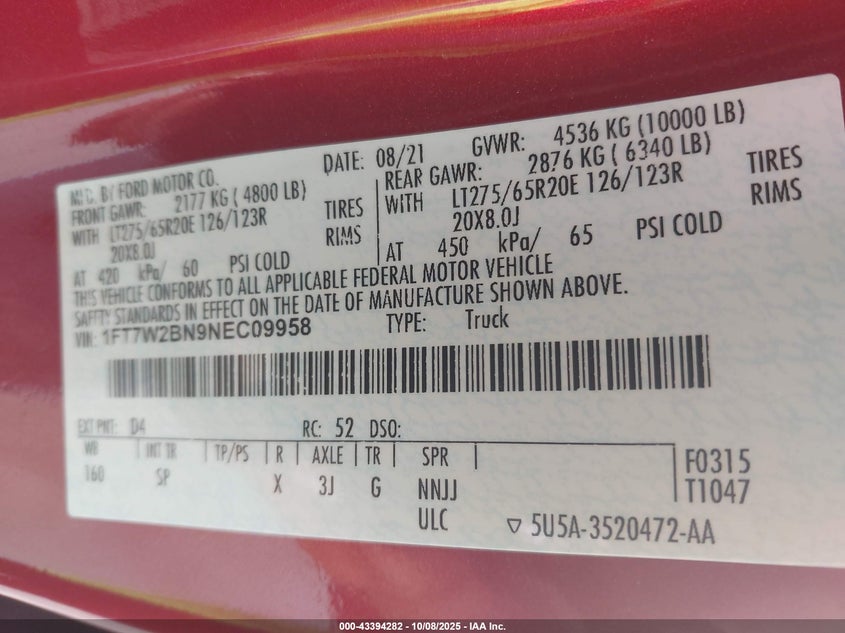 MFD. BY FORD MOTOR CO.
DATE: 08/21
GVWR: 4536 KG (10000 LB)
FRONT GAWR: 2177 KG ( 4800 LB)
WITH LT275/65R20E 126/123R TIRES
20X8.0J RIMS
AT 420 kPa/ 60 PSI COLD
REAR GAWR: 2876 KG ( 6340 LB)
WITH LT275/65R20E 126/123R TIRES
20X8.0J RIMS
AT 450 kPa/ 65 PSI COLD
THIS VEHICLE CONFORMS TO ALL APPLICABLE FEDERAL MOTOR VEHICLE
SAFETY STANDARDS IN EFFECT ON THE DATE OF MANUFACTURE SHOWN ABOVE.
VIN: 1FT7W2BN9NEC09958 TYPE: Truck
EXT PNT: D4 RC: 52 DSO:
WB INT TR TP/PS R AXLE TR SPR
160 SP X 3J G NNJJ
ULC
F0315
T1047
▽ 5U5A-3520472-AA
000-43394282 - 10/08/2025 - IAA Inc.